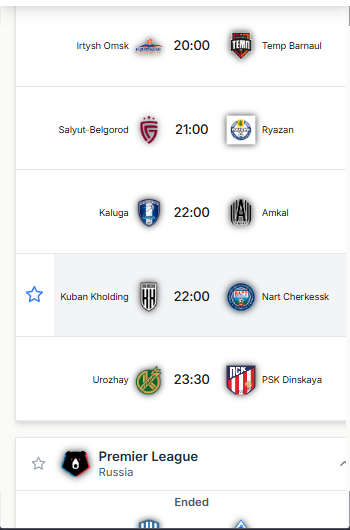 Irtysh Omsk 20:00 Temp Barnaul
Salyut-Belgorod 21:00 Ryazan
Kaluga 22:00 Amkal
Kuban Kholding 22:00 Nart Cherkessk
Urozhay 23:30 PSK Dinskaya
Premier League
Russia
Ended